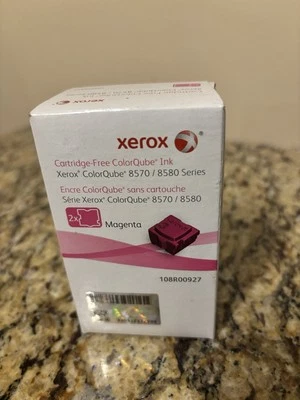 xerox
Cartridge-Free ColorQube® Ink
Xerox® ColorQube® 8570 / 8580 Series
Encre ColorQube® sans cartouche
Série Xerox® ColorQube® 8570 / 8580
2x
Magenta
108R00927